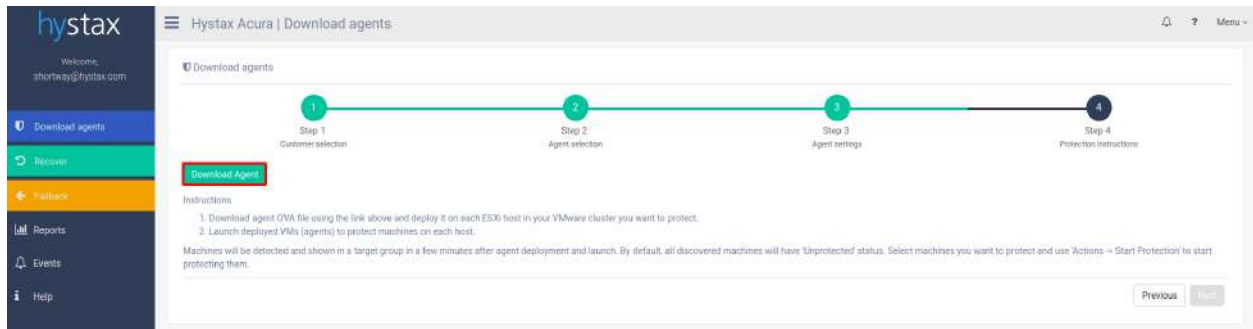 hystax
Hystax Acura | Download agents
? Menu
Welcome,
shortway@hystax.com
Download agents
Recover
Failback
Reports
Events
i Help
Download agents
1 2 3 4
Step 1 Step 2 Step 3 Step 4
Customer selection Agent selection Agent settings Protection instructions
Download Agent
Instructions
1. Download agent OVA file using the link above and deploy it on each ESXi host in your VMware cluster you want to protect.
2. Launch deployed VMs (agents) to protect machines on each host.
Machines will be detected and shown in a target group in a few minutes after agent deployment and launch. By default, all discovered machines will have 'Unprotected' status. Select machines you want to protect and use 'Actions -> Start Protection' to start
protecting them.
Previous Next